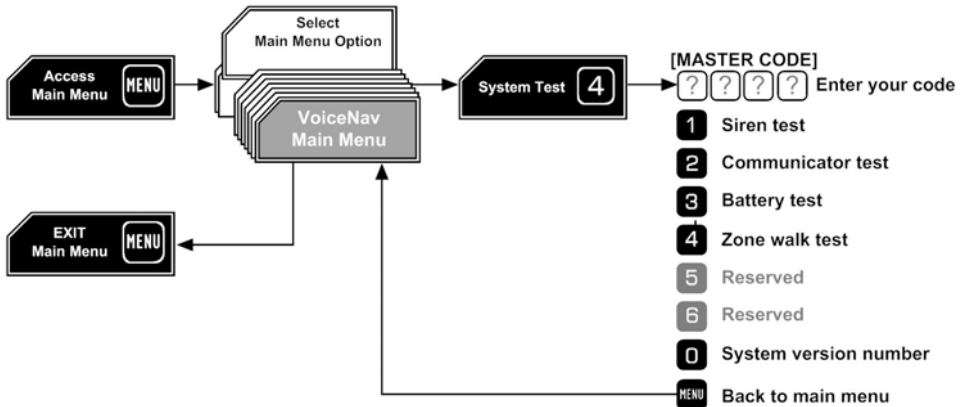 Select
Main Menu Option
Access
Main Menu
MENU
VoiceNav
Main Menu
System Test 4
[MASTER CODE]
? ? ? ? Enter your code
1 Siren test
2 Communicator test
3 Battery test
4 Zone walk test
5 Reserved
6 Reserved
0 System version number
MENU Back to main menu
EXIT
Main Menu
MENU